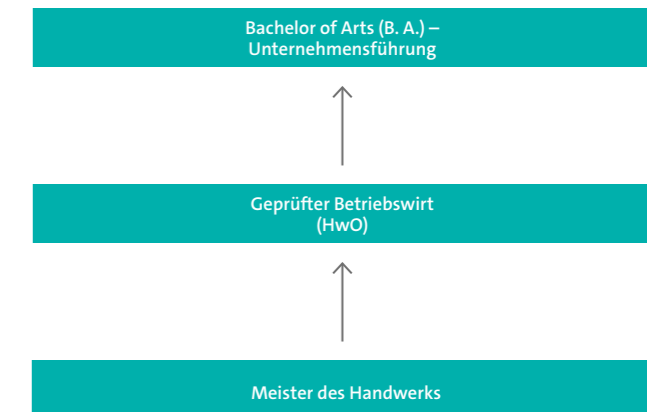 Bachelor of Arts (B. A.) –
Unternehmensführung
Geprüfter Betriebswirt
(HwO)
Meister des Handwerks